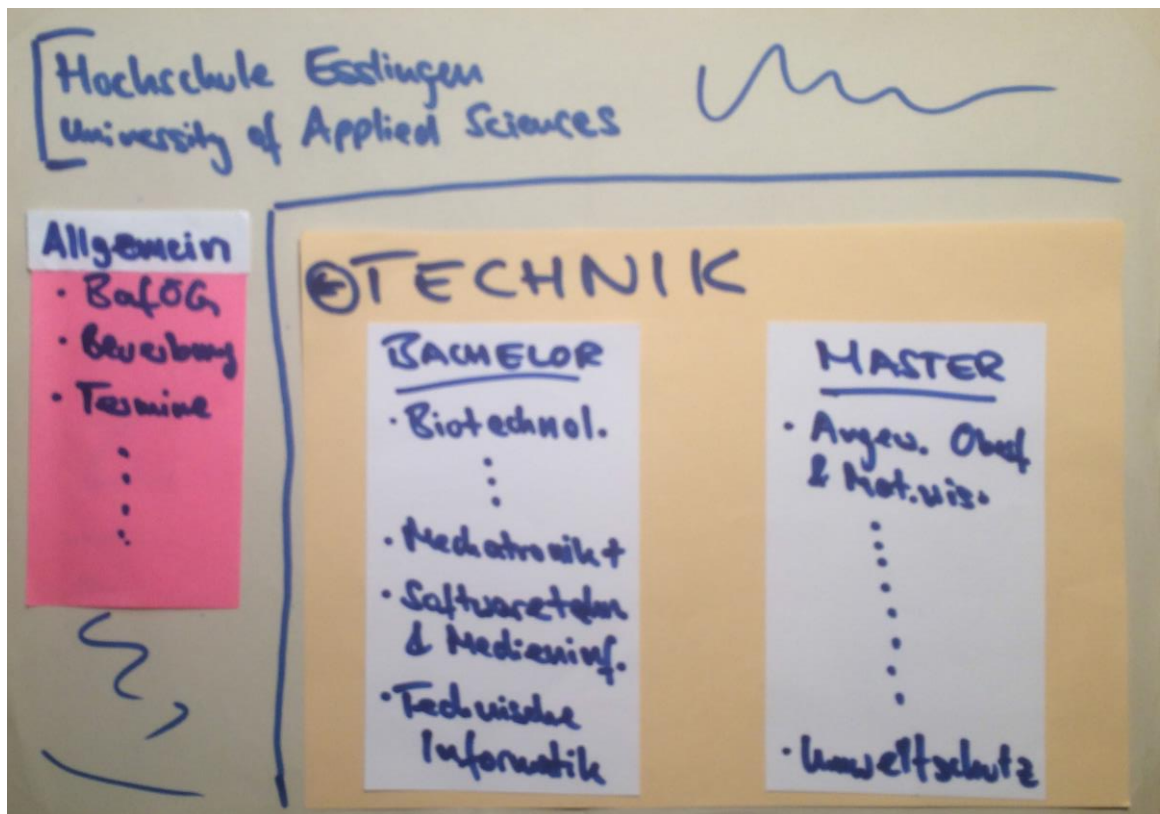 Hochschule Esslingen
University of Applied Sciences
Allgemein
· BaföG
· Bewerbung
· Termine
TECHNIK
BACHELOR
· Biotechnol.
· Mechatronik +
· Softwaretechn
& Medieninf.
· Technische
Informatik
MASTER
· Angew. Oberf
& Mat.wis.
· Umweltschutz